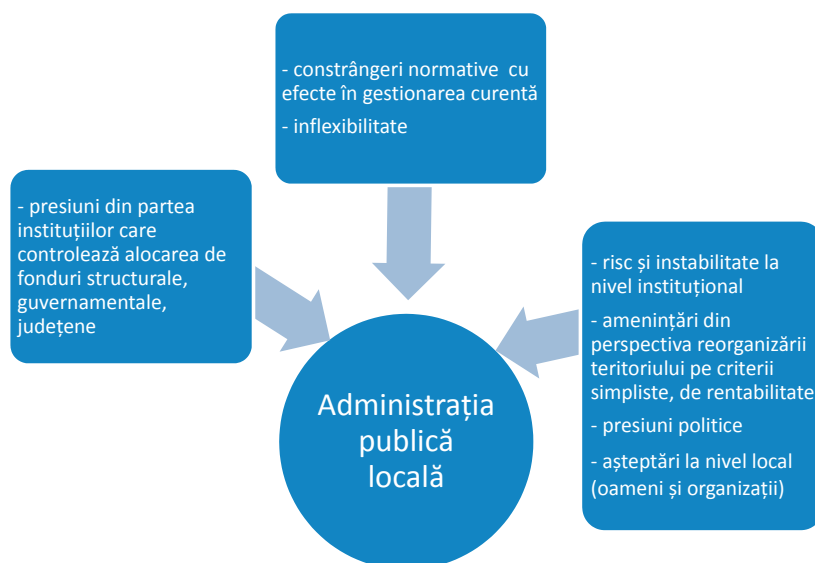 - constrângeri normative cu
efecte în gestionarea curentă
- inflexibilitate
- presiuni din partea
instituțiilor care
controlează alocarea de
fonduri structurale,
guvernamentale,
județene
- risc și instabilitate la
nivel instituțional
- amenințări din
perspectiva reorganizării
teritoriului pe criterii
simpliste, de rentabilitate
- presiuni politice
- așteptări la nivel local
(oameni și organizații)
Administrația
publică
locală